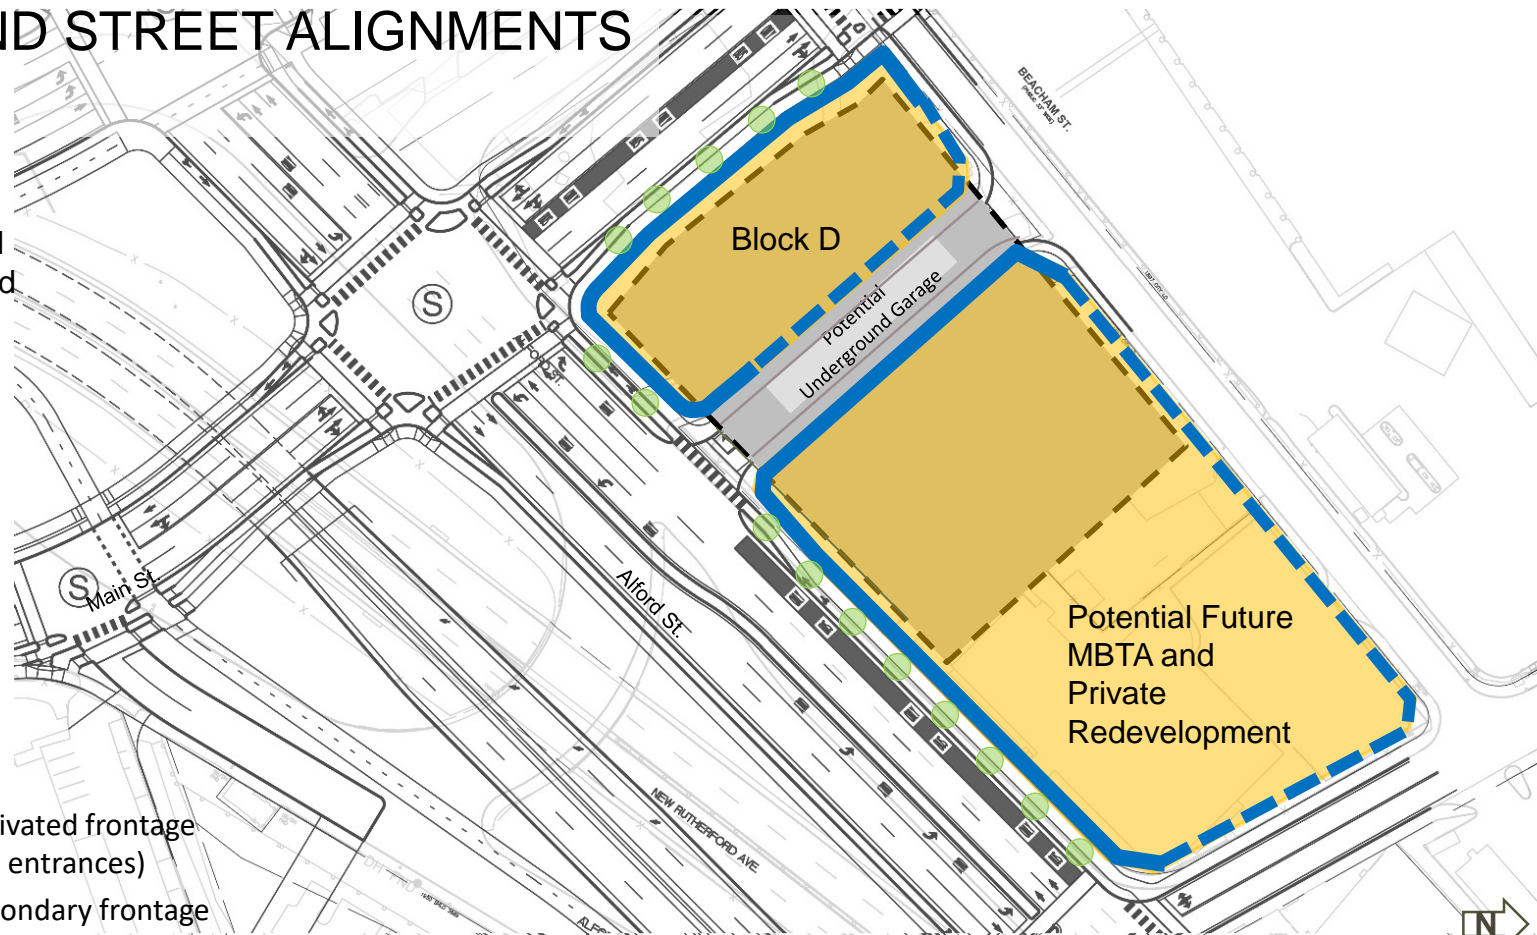 ND STREET ALIGNMENTS
BEACHAM ST.
Block D
d
S
Potential
Underground Garage
S
Main St.
Alford St.
Potential Future
MBTA and
Private
Redevelopment
NEW RUTHERFORD AVE
ivated frontage
entrances)
ondary frontage
N